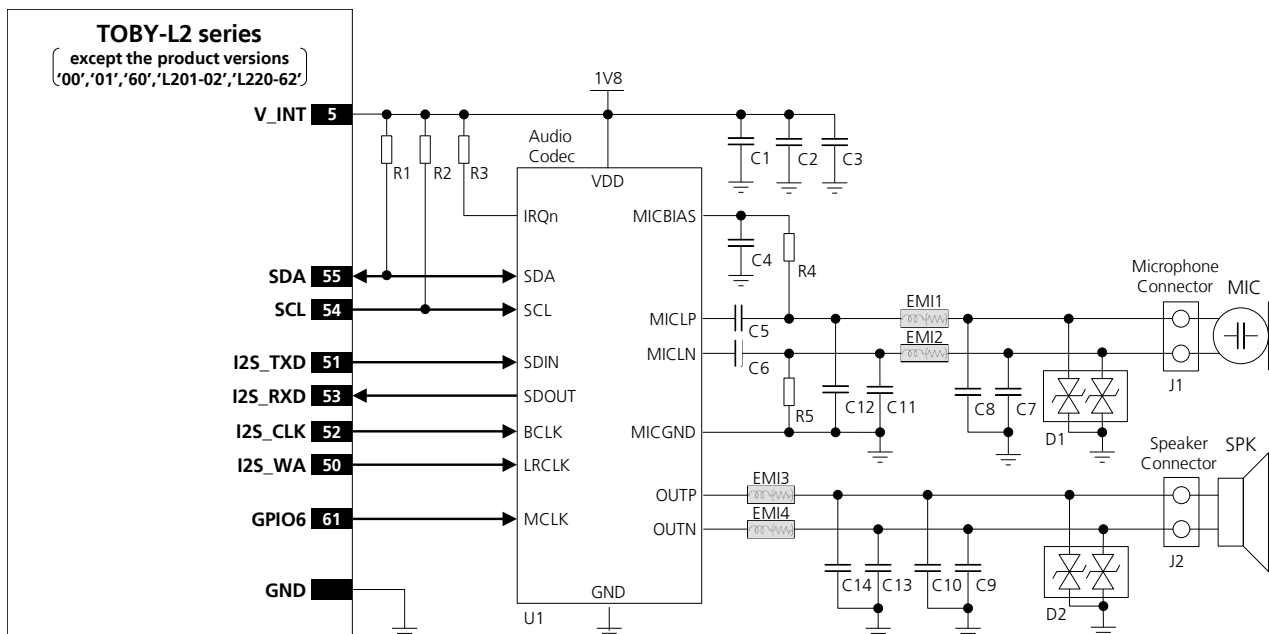 TOBY-L2 series
except the product versions
‘00’,‘01’,‘60’,‘L201-02’,‘L220-62’
V_INT 5
1V8
R1 R2 R3
Audio
Codec
VDD
C1 C2 C3
IRQn
MICBIAS
C4
R4
SDA 55
SDA
SCL 54
SCL
MICLP
C5
EMI1
Microphone
Connector
MIC
MICLN
C6
EMI2
J1
I2S_TXD 51
SDIN
I2S_RXD 53
SDOUT
R5
C12
C11
C8
C7
D1
I2S_CLK 52
BCLK
MICGND
I2S_WA 50
LRCLK
Speaker
Connector
SPK
OUTP
EMI3
GPIO6 61
MCLK
OUTN
EMI4
J2
C14 C13 C10 C9
D2
GND
GND
U1